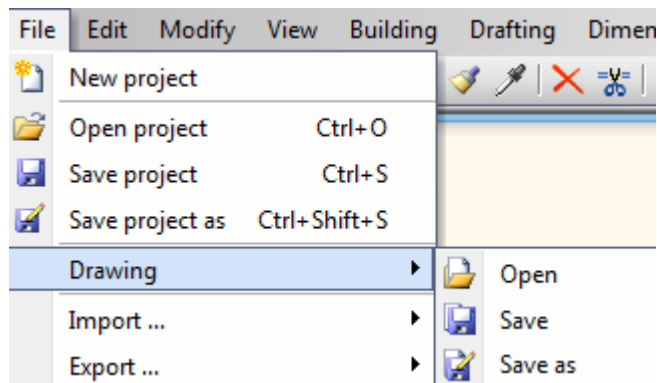 File Edit Modify View Building Drafting Dimen
New project
Open project Ctrl+O
Save project Ctrl+S
Save project as Ctrl+Shift+S
Drawing
Open
Import ...
Save
Export ...
Save as